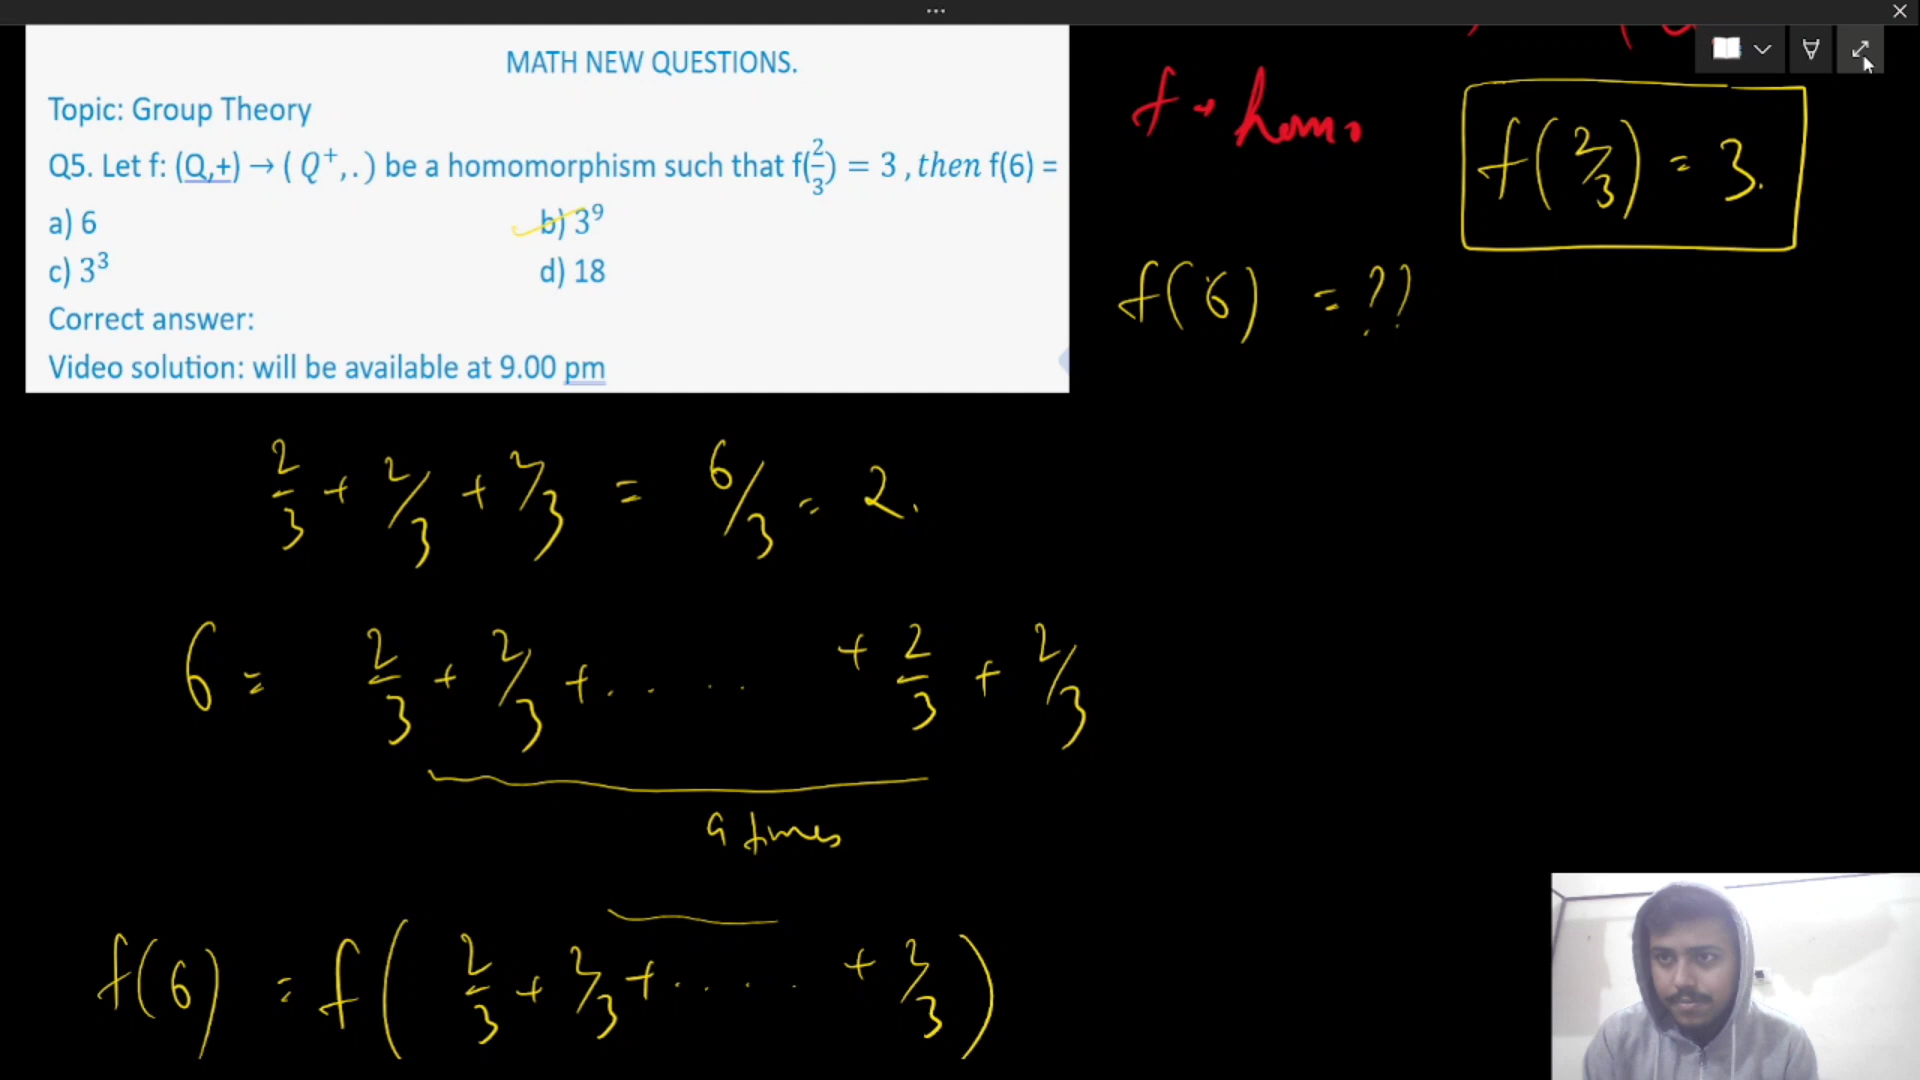 MATH NEW QUESTIONS.
Topic: Group Theory
Q5. Let f: (Q,+) → ( Q⁺, . ) be a homomorphism such that f(2/3) = 3 , then f(6) =
a) 6 b) 3⁹
c) 3³ d) 18
Correct answer:
Video solution: will be available at 9.00 pm
f → homo
f(2/3) = 3.
f(6) = ??
2/3 + 2/3 + 2/3 = 6/3 = 2.
6 = 2/3 + 2/3 + . . . . + 2/3 + 2/3
9 times
f(6) = f( 2/3 + 2/3 + . . . . + 2/3 )